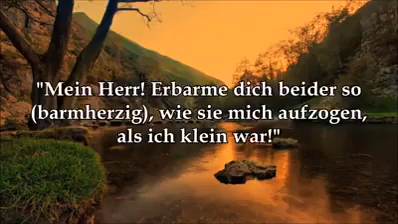 "Mein Herr! Erbarme dich beider so
(barmherzig), wie sie mich aufzogen,
als ich klein war!"